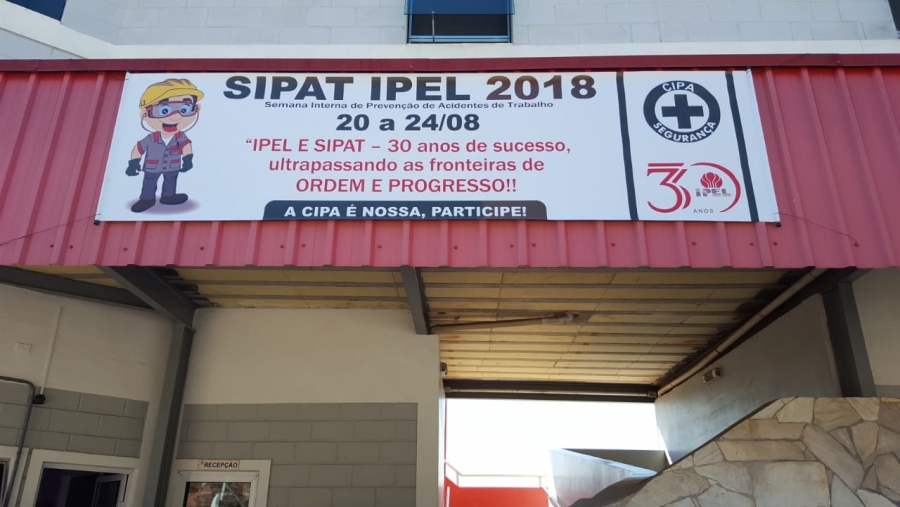 SIPAT IPEL 2018
Semana Interna de Prevenção de Acidentes de Trabalho
20 a 24/08
"IPEL E SIPAT – 30 anos de sucesso,
ultrapassando as fronteiras de
ORDEM E PROGRESSO!!
A CIPA É NOSSA, PARTICIPE!
CIPA
SEGURANÇA
30
IPEL
ANOS
RECEPÇÃO